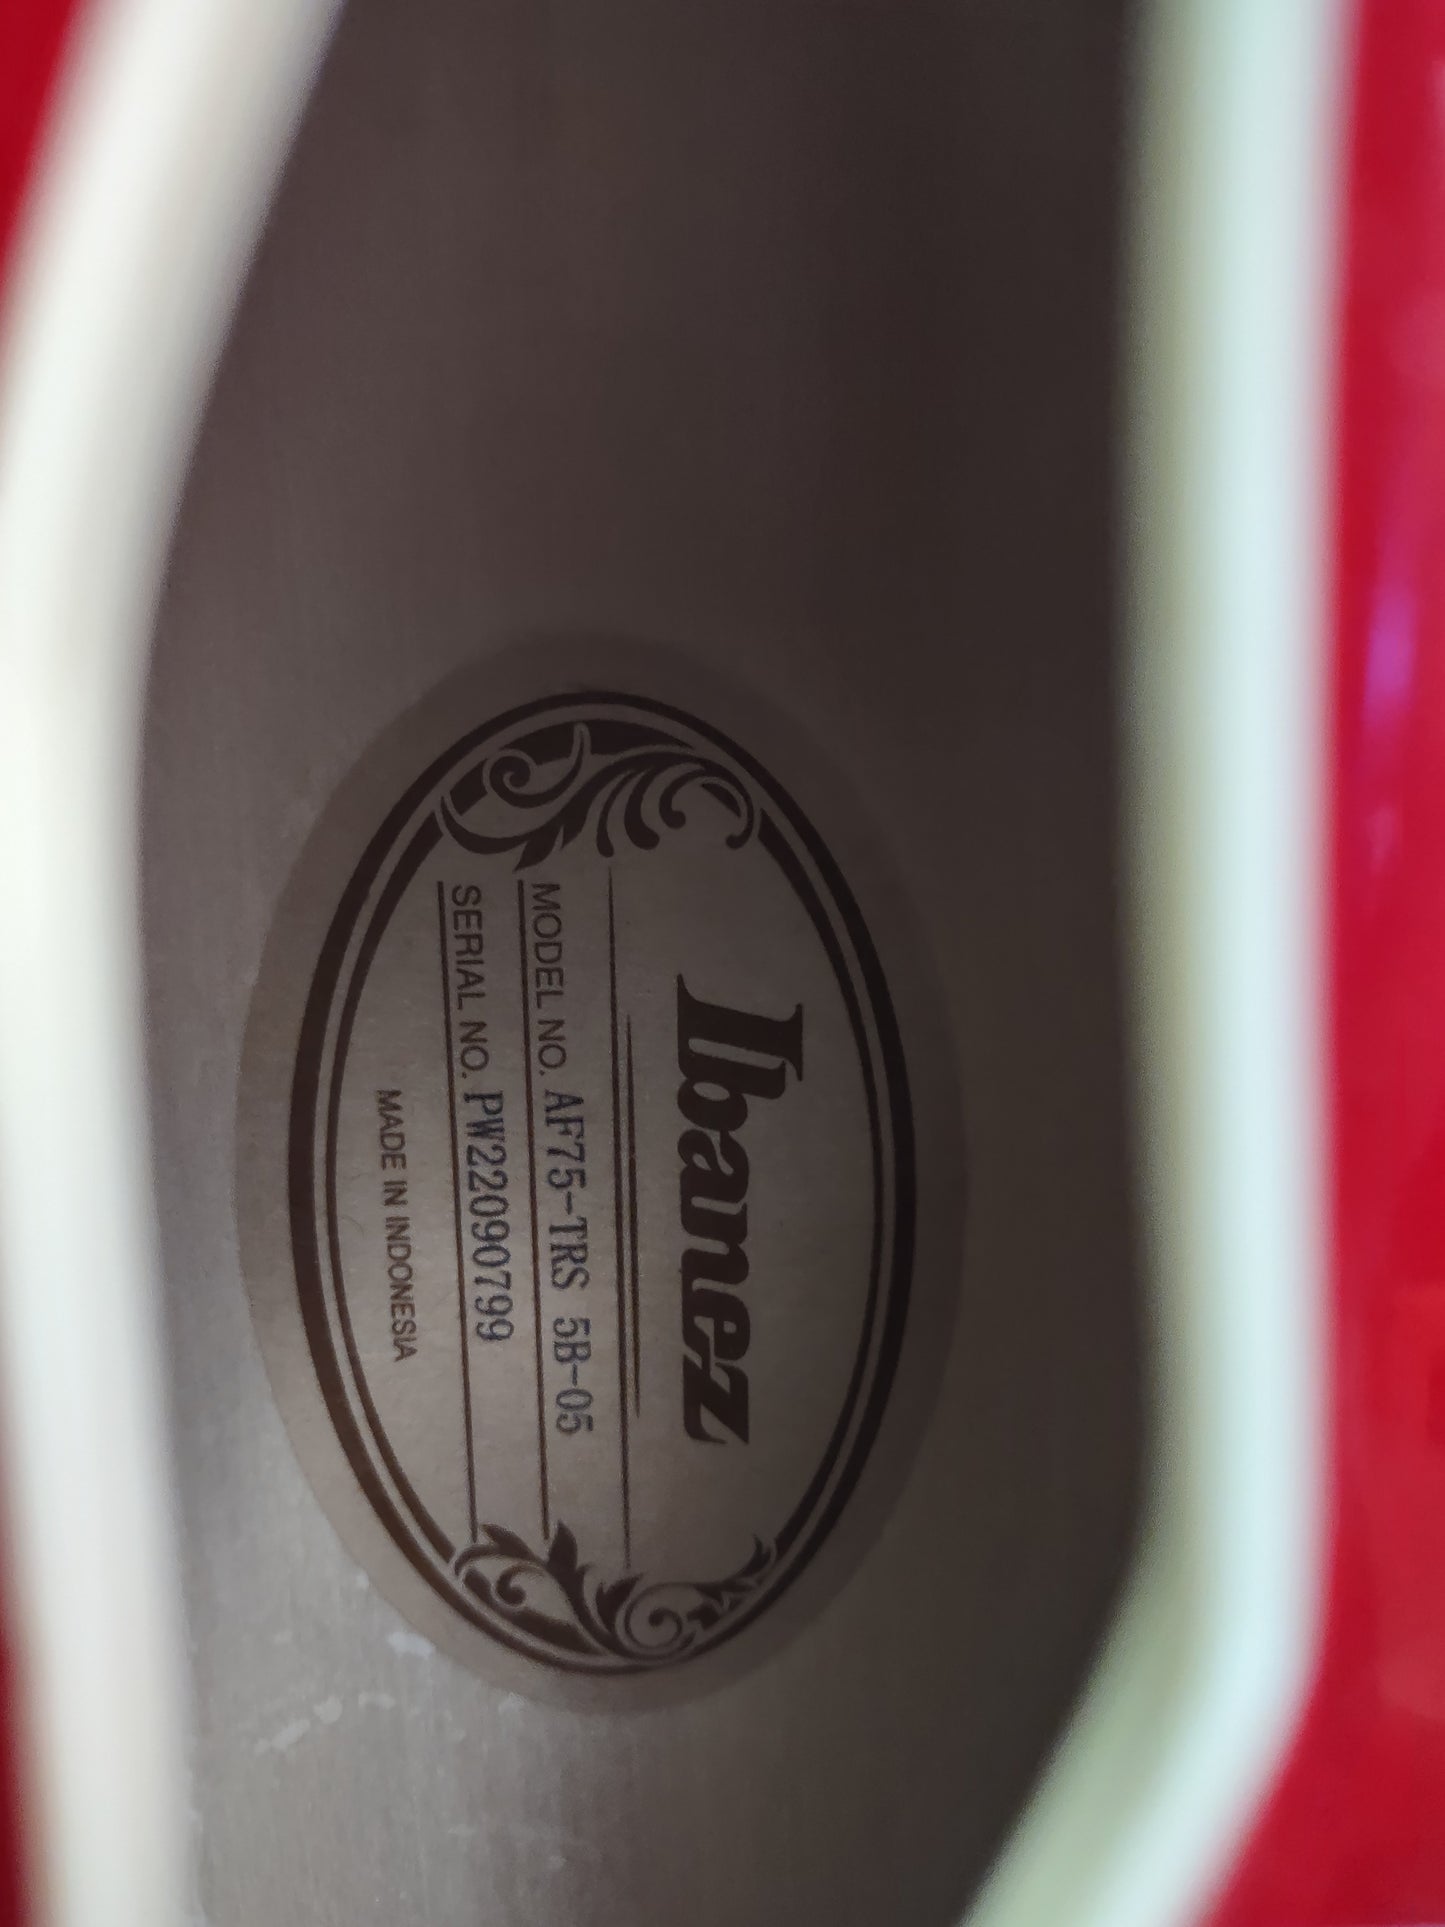 Ibanez
MODEL NO. AF75-TRS 5B-05
SERIAL NO. PW22090799
MADE IN INDONESIA